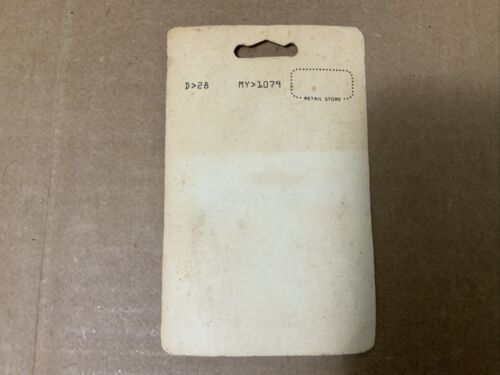 D>28 MY>1079
RETAIL STORE